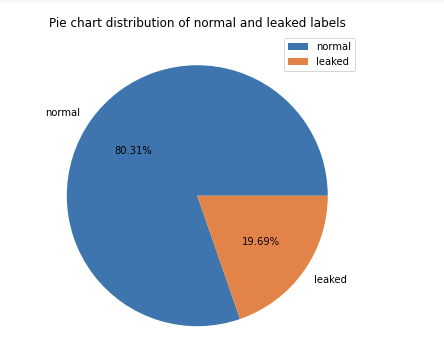 Pie chart distribution of normal and leaked labels
normal
leaked
normal
80.31%
19.69%
leaked